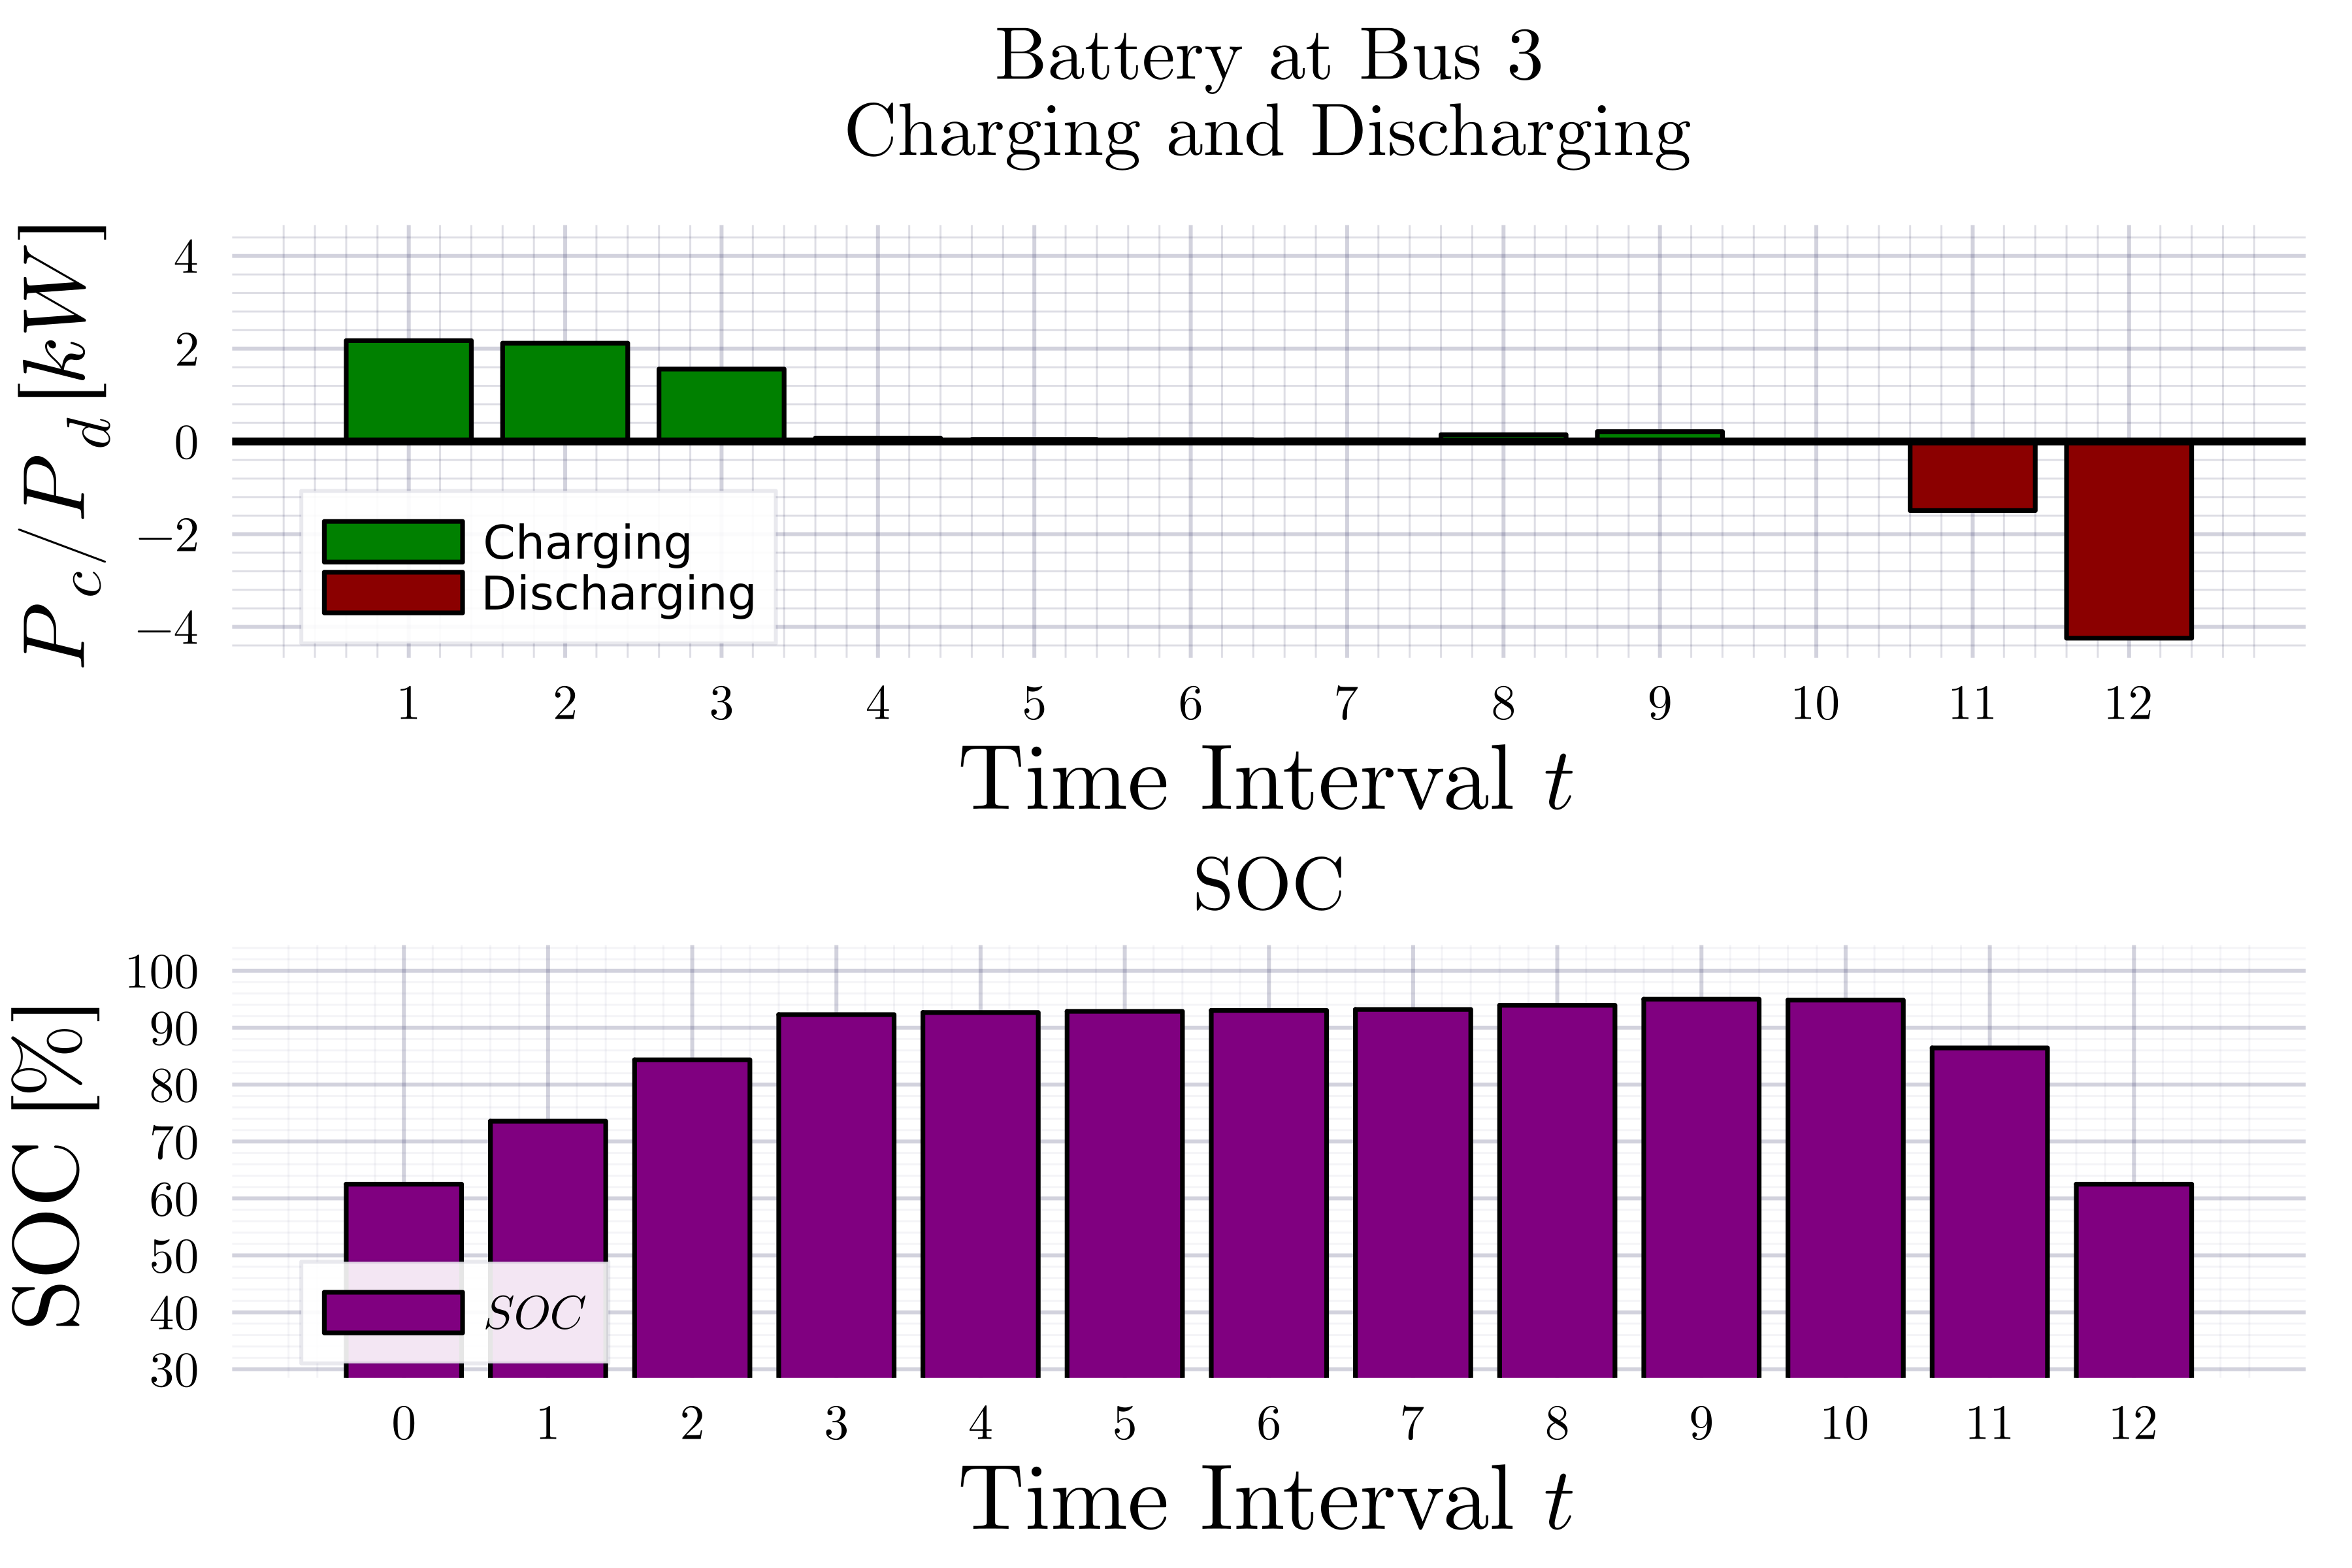 Battery at Bus 3
Charging and Discharging
P_c/P_d [kW]
4
2
0
−2
−4
Charging
Discharging
1 2 3 4 5 6 7 8 9 10 11 12
Time Interval t
SOC
SOC [%]
100
90
80
70
60
50
40
30
SOC
0 1 2 3 4 5 6 7 8 9 10 11 12
Time Interval t